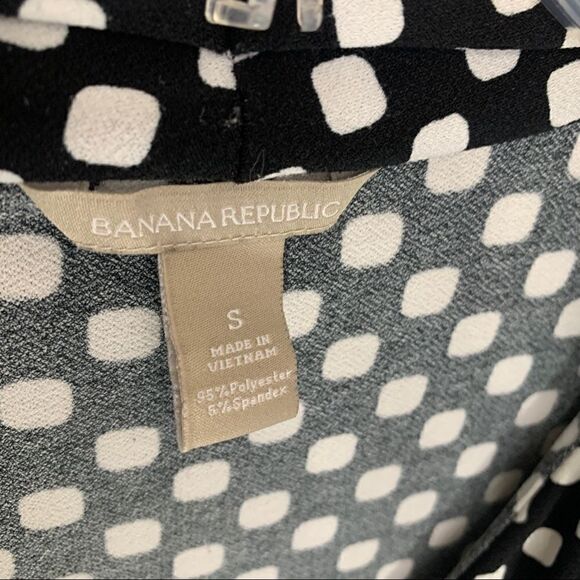 BANANA REPUBLIC
S
MADE IN
VIETNAM
95% Polyester
5% Spandex